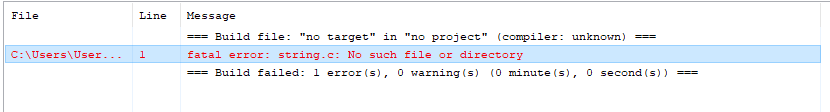 File Line Message
=== Build file: "no target" in "no project" (compiler: unknown) ===
C:\Users\User... 1 fatal error: string.c: No such file or directory
=== Build failed: 1 error(s), 0 warning(s) (0 minute(s), 0 second(s)) ===